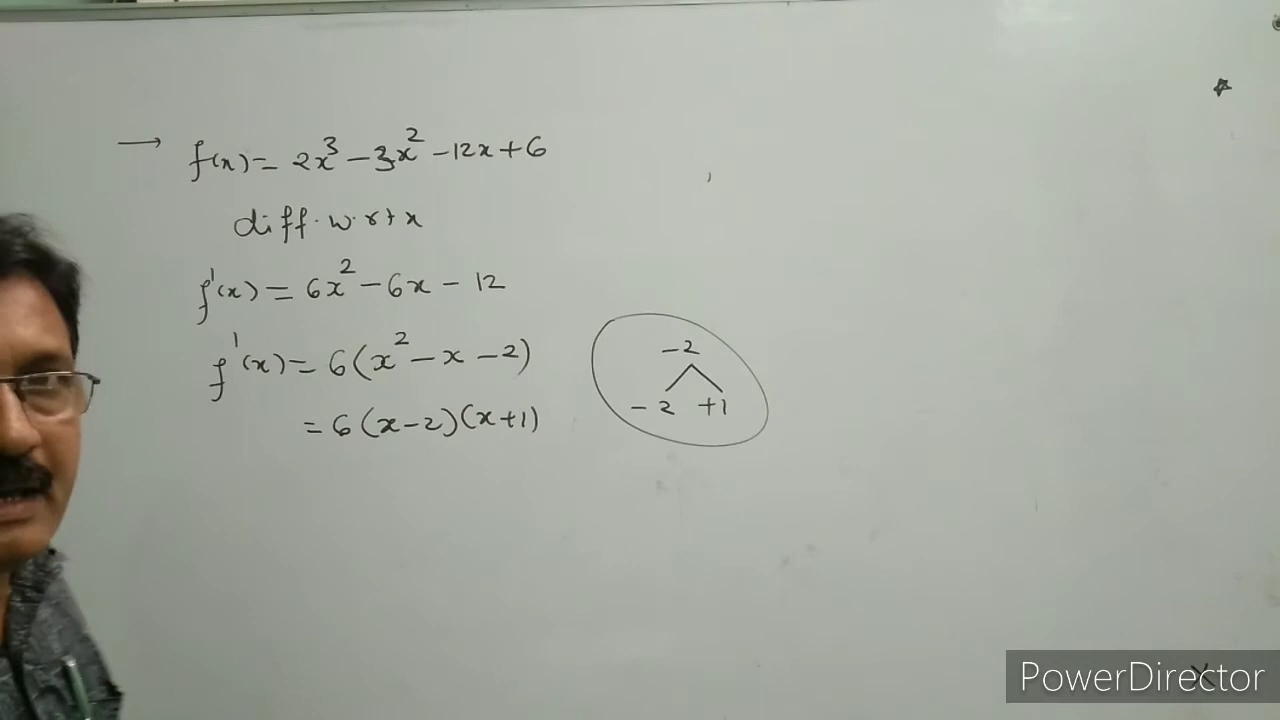 → f(x) = 2x³ - 3x² - 12x + 6
diff. w.r.t x
f'(x) = 6x² - 6x - 12
f'(x) = 6(x² - x - 2)
= 6(x-2)(x+1)
-2
-2 +1
PowerDirector